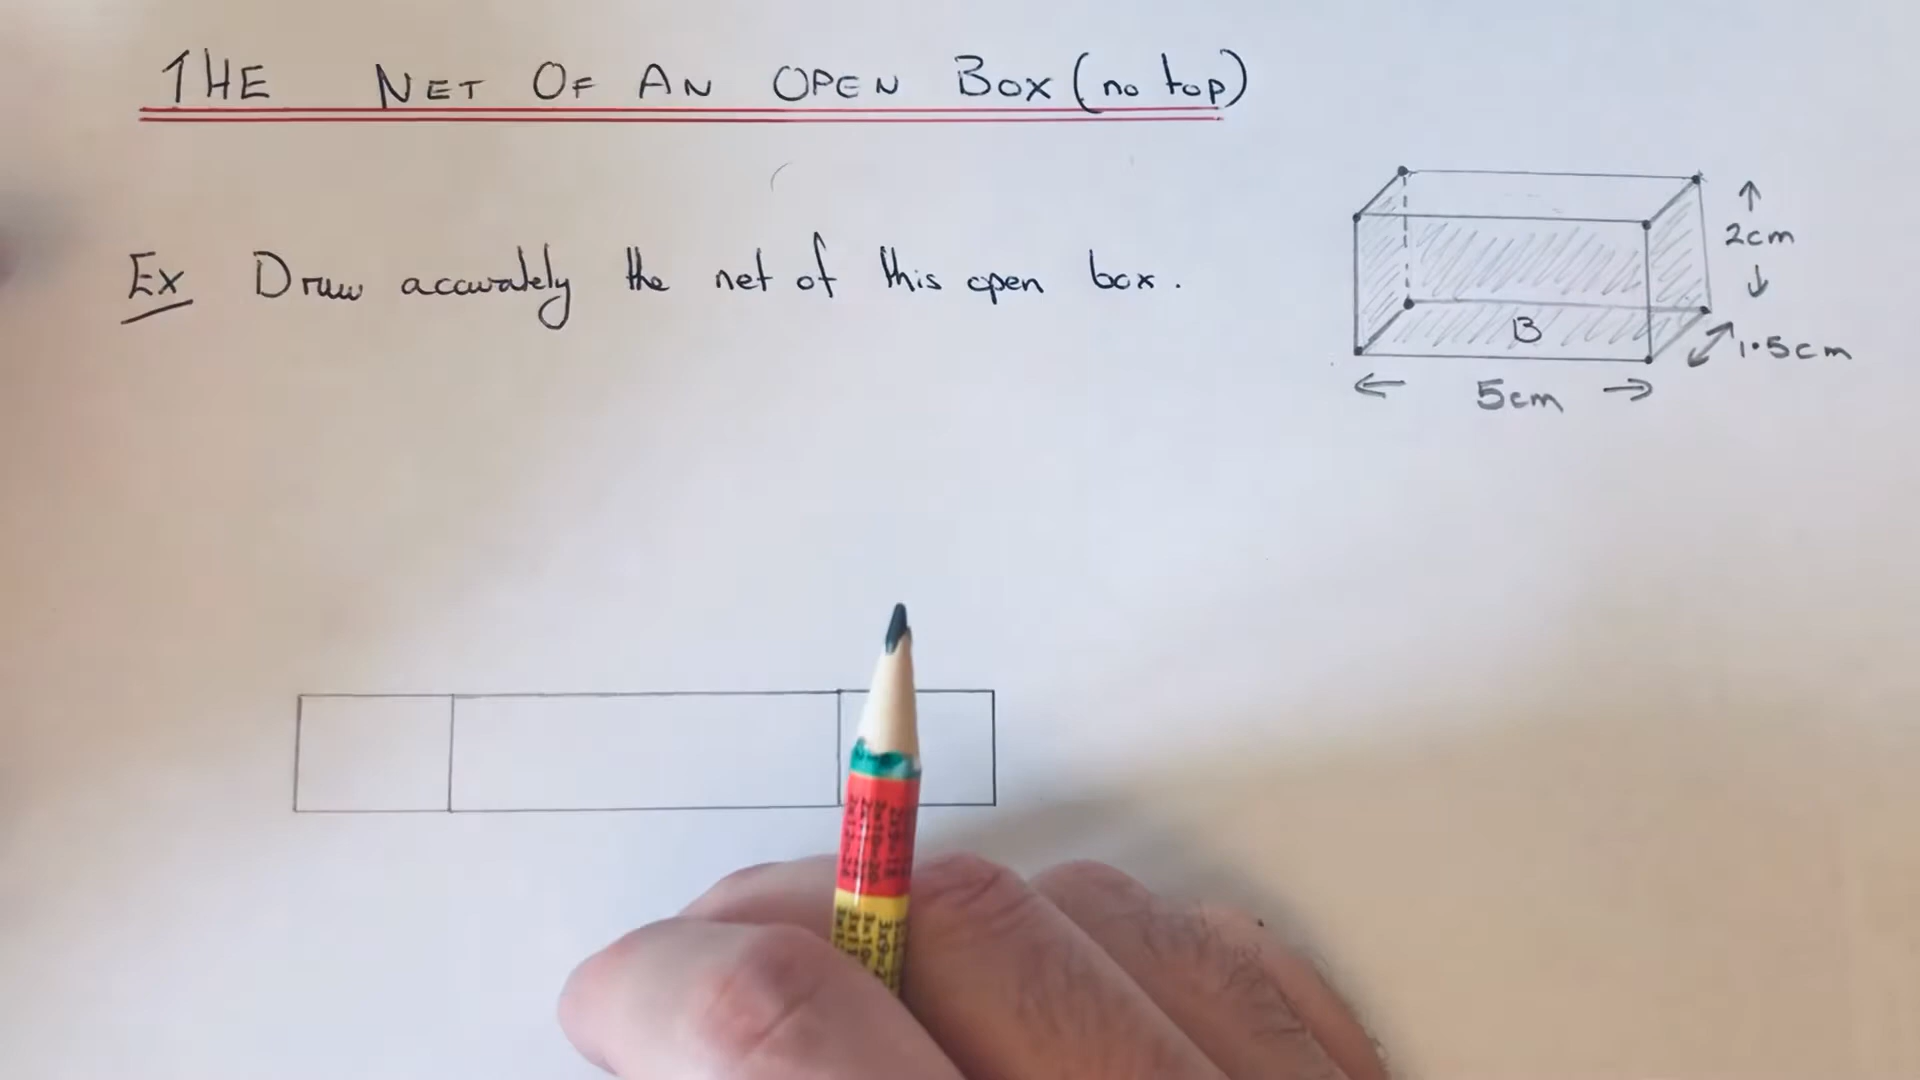 THE NET OF AN OPEN BOX (no top)
Ex Draw accurately the net of this open box.
2cm
B
1.5cm
5cm